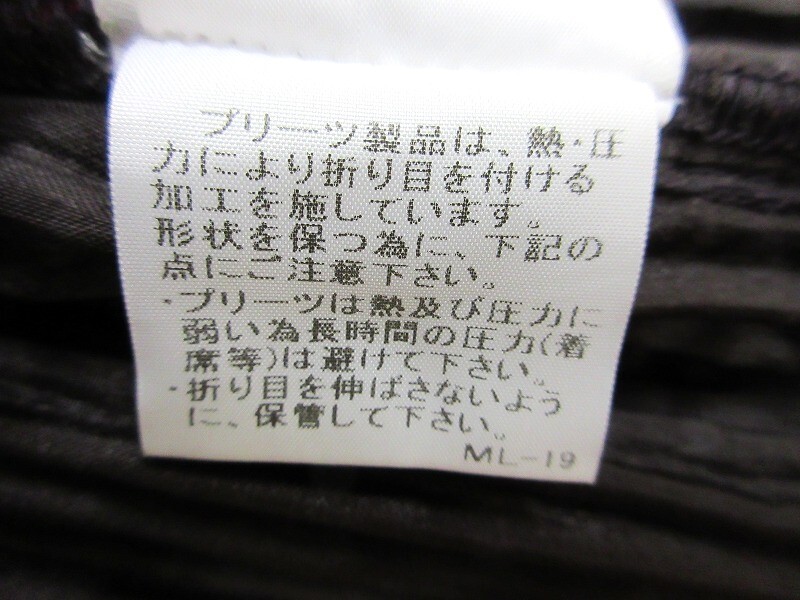 プリーツ製品は、熱・圧
力により折り目を付ける
加工を施しています。
形状を保つ為に、下記の
点にご注意下さい。
・プリーツは熱及び圧力に
弱い為長時間の圧力(着
席等)は避けて下さい。
・折り目を伸ばさないよう
に、保管して下さい。
ML-19